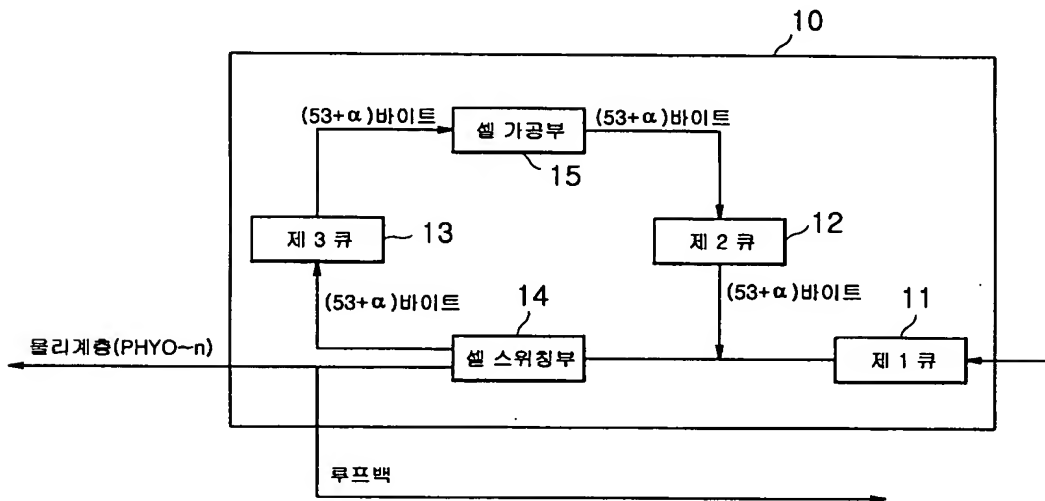 10
(53+α)바이트
(53+α)바이트
셀 가공부
15
제 3 큐
13
제 2 큐
12
(53+α)바이트
(53+α)바이트
14
11
물리계층(PHYO~n)
셀 스위칭부
제 1 큐
루프백